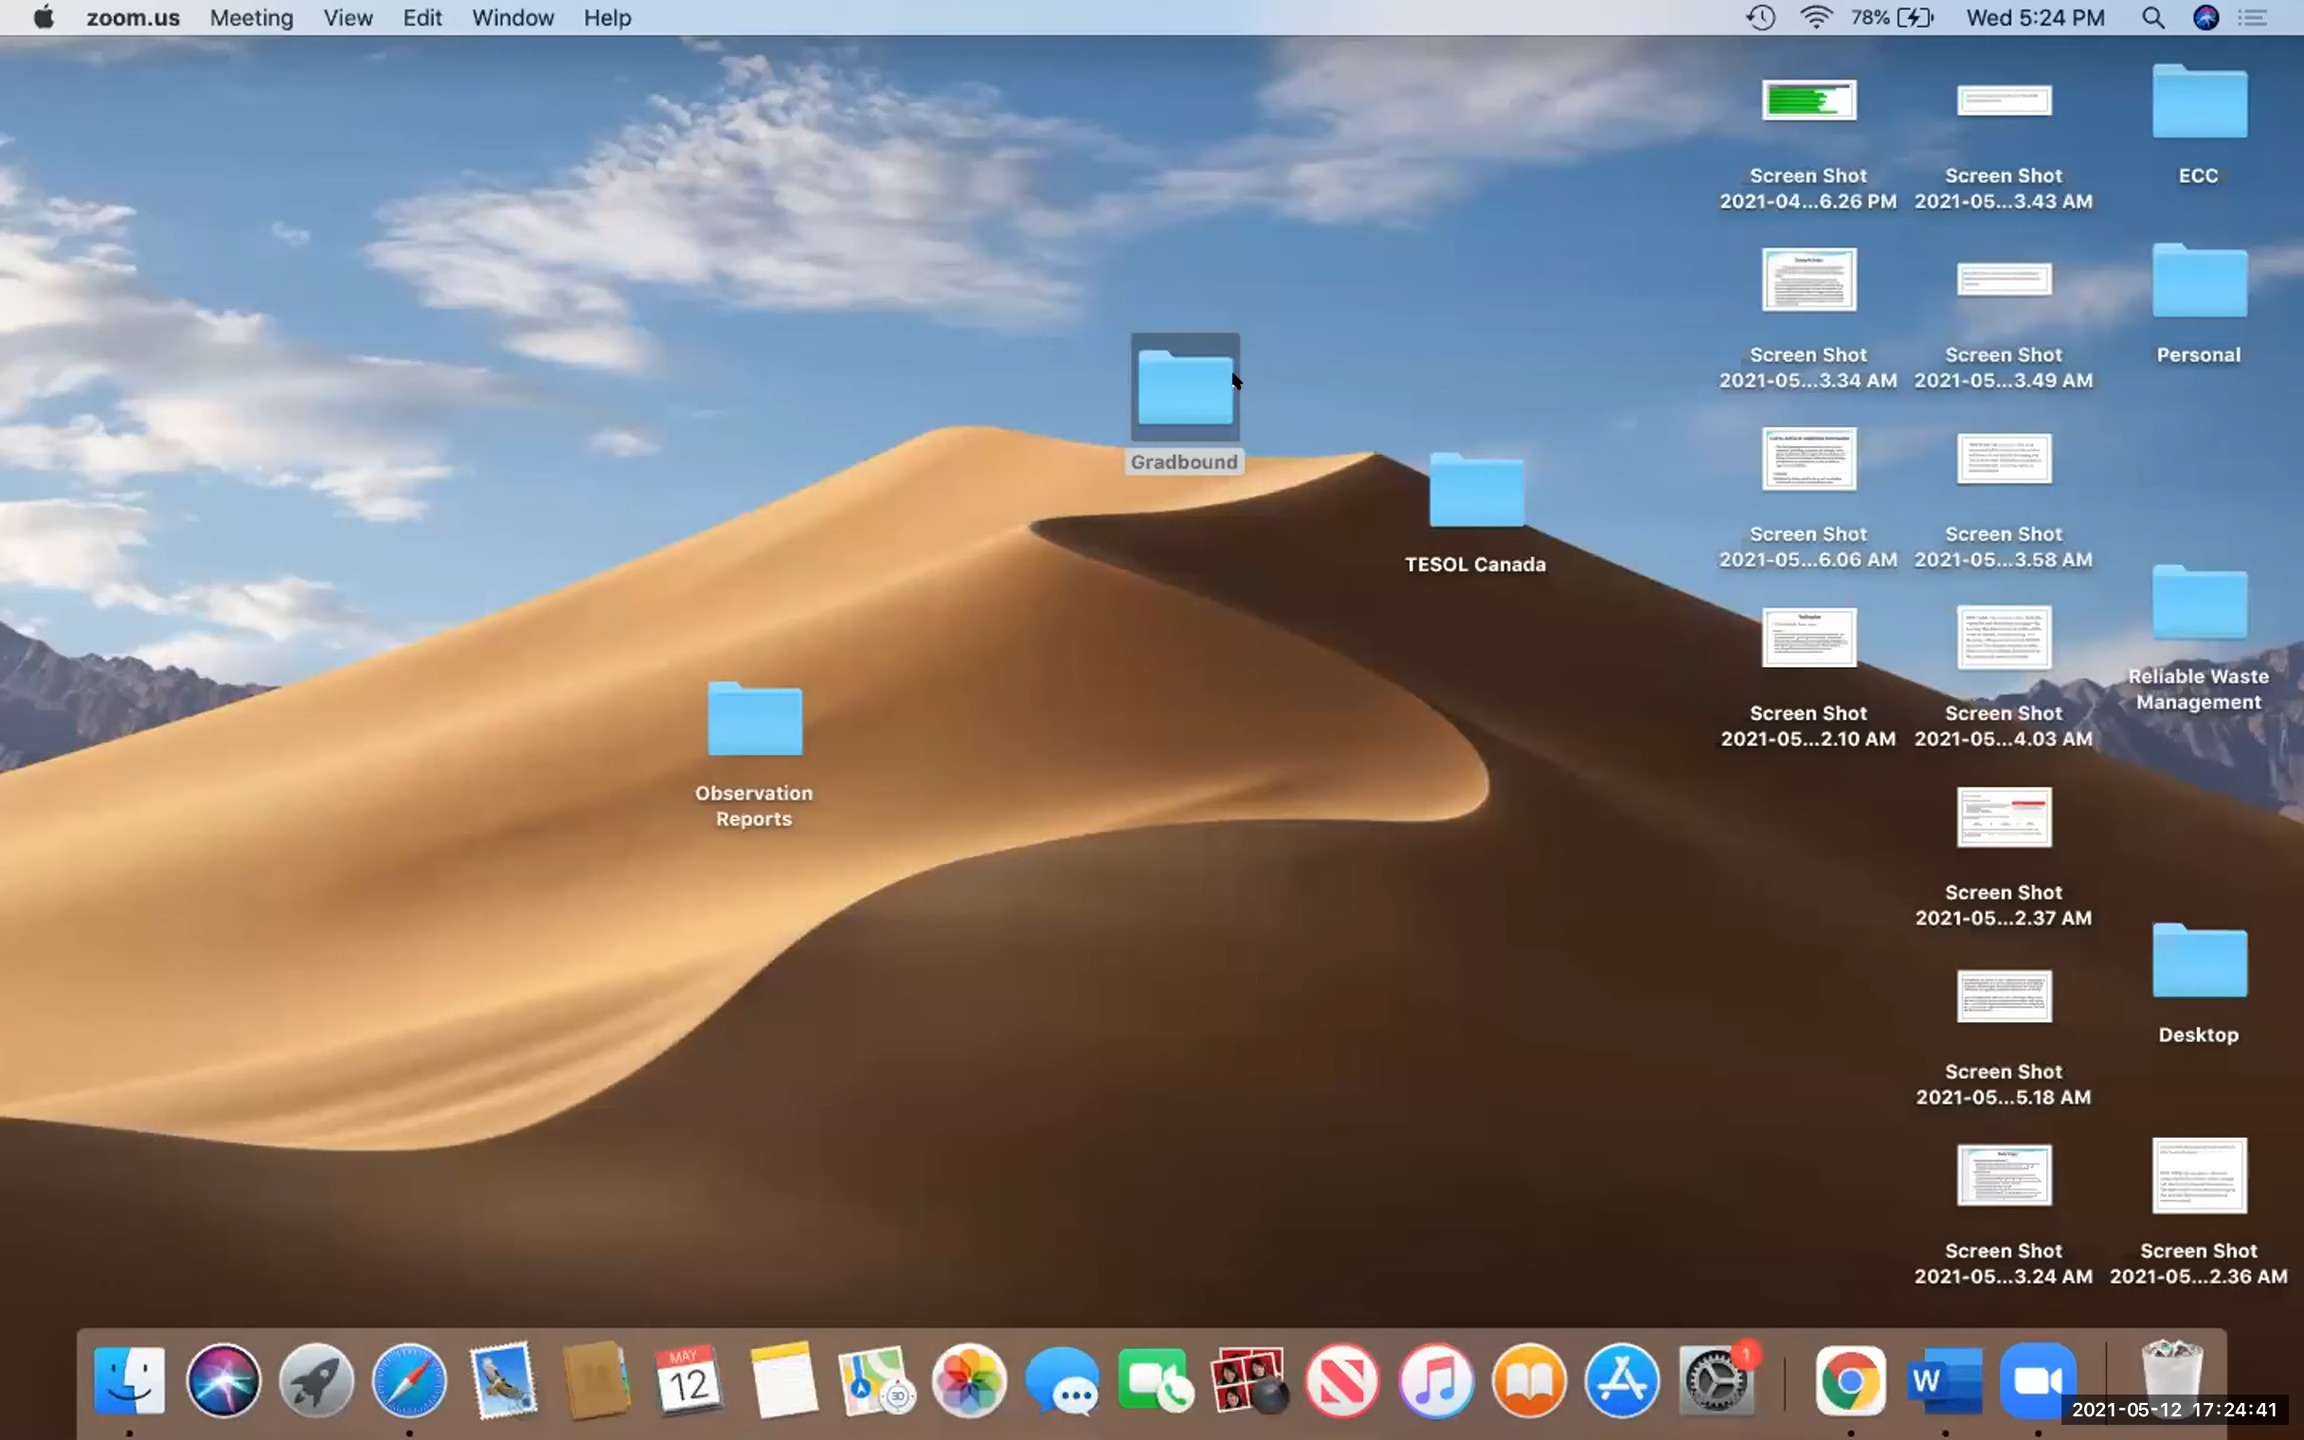 zoom.us Meeting View Edit Window Help 78% Wed 5:24 PM
Screen Shot
2021-04...6.26 PM
Screen Shot
2021-05...3.43 AM
ECC
Screen Shot
2021-05...3.34 AM
Screen Shot
2021-05...3.49 AM
Personal
Gradbound
TESOL Canada
Screen Shot
2021-05...6.06 AM
Screen Shot
2021-05...3.58 AM
Reliable Waste
Management
Screen Shot
2021-05...2.10 AM
Screen Shot
2021-05...4.03 AM
Observation
Reports
Screen Shot
2021-05...2.37 AM
Desktop
Screen Shot
2021-05...5.18 AM
Screen Shot
2021-05...3.24 AM
Screen Shot
2021-05...2.36 AM
MAY
12
3D
1
W
2021-05-12 17:24:41